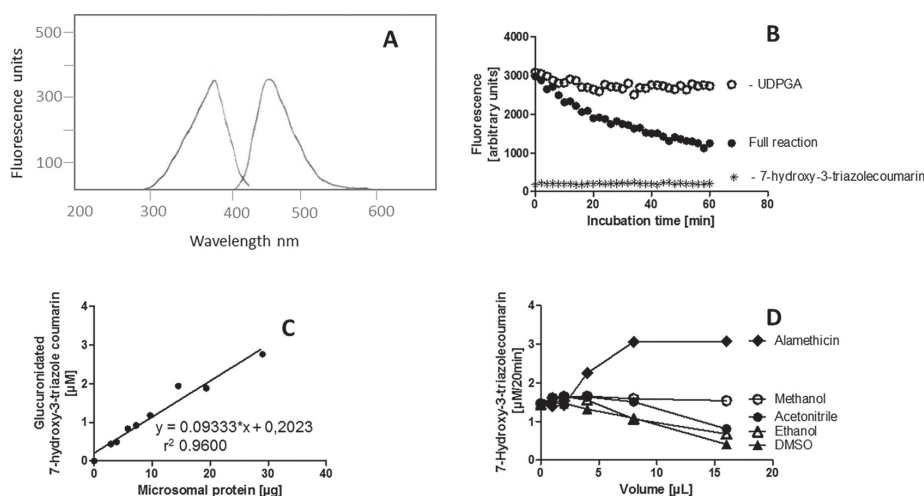 A
Fluorescence units
500
300
100
200
300
400
500
600
Wavelength nm
B
Fluorescence
[arbitrary units]
4000
3000
2000
1000
0
0
20
40
60
80
Incubation time [min]
- UDPGA
Full reaction
- 7-hydroxy-3-triazolecoumarin
C
Glucuronidated
7-hydroxy-3-triazole coumarin
[µM]
4
3
2
1
0
0
10
20
30
40
y = 0.09333*x + 0,2023
r² 0.9600
Microsomal protein [µg]
D
7-Hydroxy-3-triazolecoumarin
[µM/20min]
4
3
2
1
0
0
5
10
15
20
Volume [µL]
Alamethicin
Methanol
Acetonitrile
Ethanol
DMSO